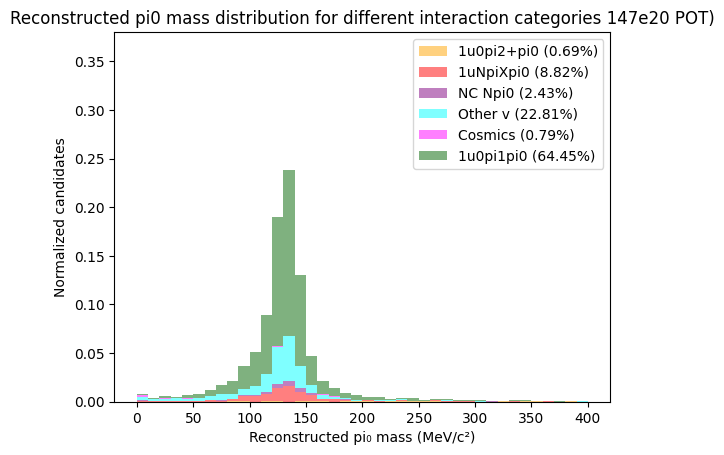 Reconstructed pi0 mass distribution for different interaction categories 147e20 POT)
1u0pi2+pi0 (0.69%)
1uNpiXpi0 (8.82%)
NC Npi0 (2.43%)
Other v (22.81%)
Cosmics (0.79%)
1u0pi1pi0 (64.45%)
Normalized candidates
0.35
0.30
0.25
0.20
0.15
0.10
0.05
0.00
0 50 100 150 200 250 300 350 400
Reconstructed pi₀ mass (MeV/c²)